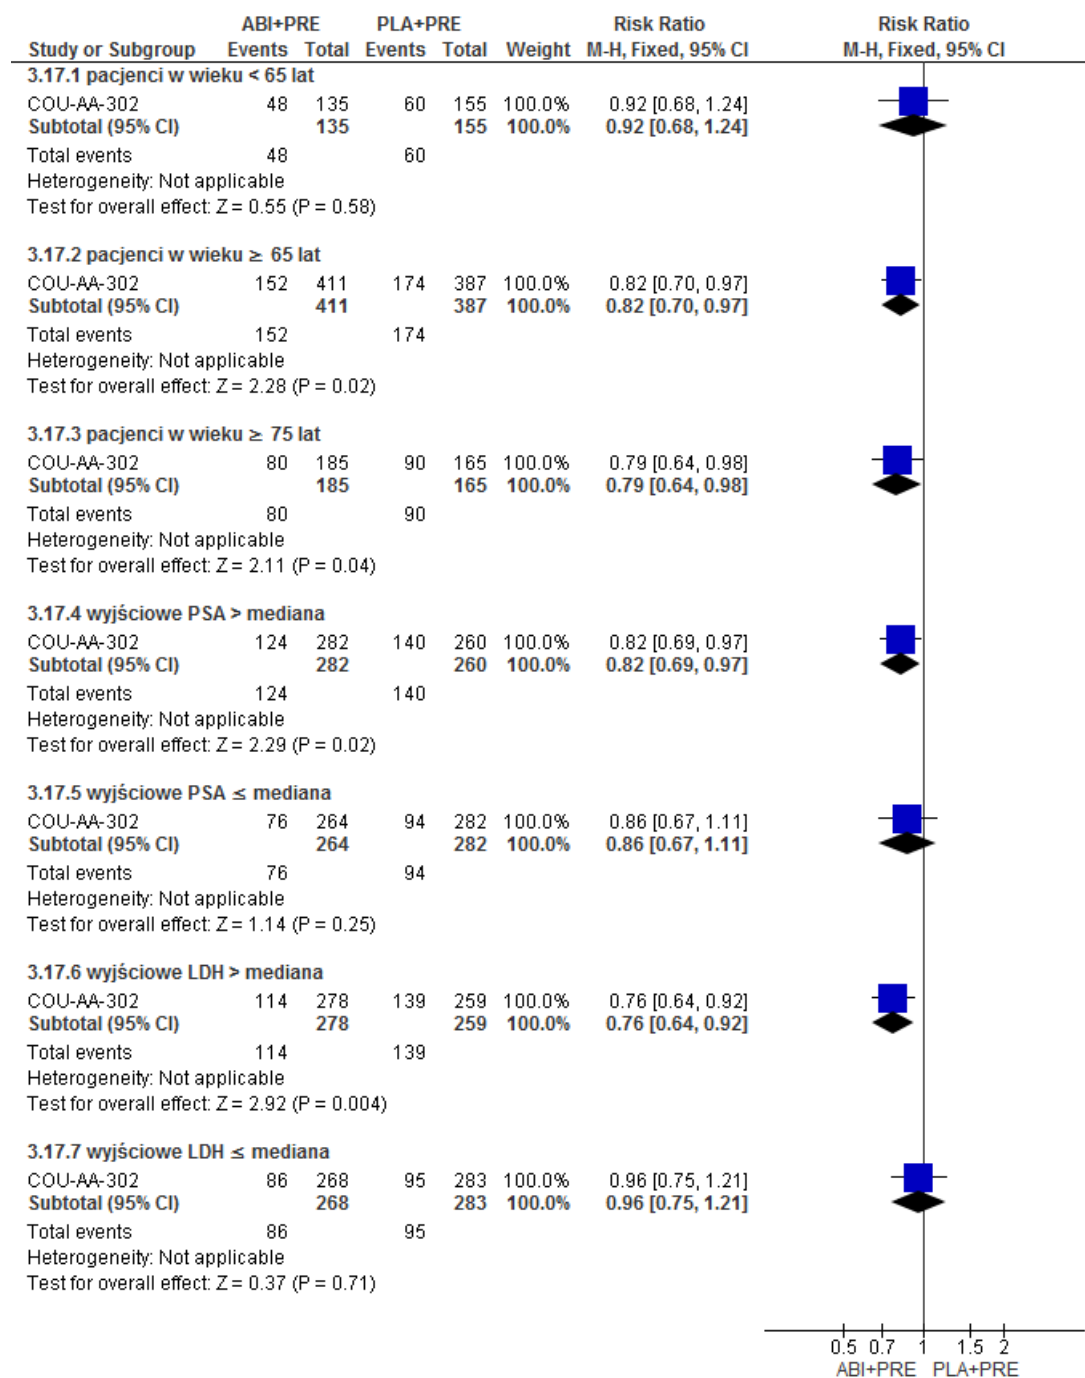 ABI+PRE PLA+PRE Risk Ratio Risk Ratio
Study or Subgroup Events Total Events Total Weight M-H, Fixed, 95% CI M-H, Fixed, 95% CI
3.17.1 pacjenci w wieku < 65 lat
COU-AA-302 48 135 60 155 100.0% 0.92 [0.68, 1.24]
Subtotal (95% CI) 135 155 100.0% 0.92 [0.68, 1.24]
Total events 48 60
Heterogeneity: Not applicable
Test for overall effect: Z = 0.55 (P = 0.58)
3.17.2 pacjenci w wieku ≥ 65 lat
COU-AA-302 152 411 174 387 100.0% 0.82 [0.70, 0.97]
Subtotal (95% CI) 411 387 100.0% 0.82 [0.70, 0.97]
Total events 152 174
Heterogeneity: Not applicable
Test for overall effect: Z = 2.28 (P = 0.02)
3.17.3 pacjenci w wieku ≥ 75 lat
COU-AA-302 80 185 90 165 100.0% 0.79 [0.64, 0.98]
Subtotal (95% CI) 185 165 100.0% 0.79 [0.64, 0.98]
Total events 80 90
Heterogeneity: Not applicable
Test for overall effect: Z = 2.11 (P = 0.04)
3.17.4 wyjściowe PSA > mediana
COU-AA-302 124 282 140 260 100.0% 0.82 [0.69, 0.97]
Subtotal (95% CI) 282 260 100.0% 0.82 [0.69, 0.97]
Total events 124 140
Heterogeneity: Not applicable
Test for overall effect: Z = 2.29 (P = 0.02)
3.17.5 wyjściowe PSA ≤ mediana
COU-AA-302 76 264 94 282 100.0% 0.86 [0.67, 1.11]
Subtotal (95% CI) 264 282 100.0% 0.86 [0.67, 1.11]
Total events 76 94
Heterogeneity: Not applicable
Test for overall effect: Z = 1.14 (P = 0.25)
3.17.6 wyjściowe LDH > mediana
COU-AA-302 114 278 139 259 100.0% 0.76 [0.64, 0.92]
Subtotal (95% CI) 278 259 100.0% 0.76 [0.64, 0.92]
Total events 114 139
Heterogeneity: Not applicable
Test for overall effect: Z = 2.92 (P = 0.004)
3.17.7 wyjściowe LDH ≤ mediana
COU-AA-302 86 268 95 283 100.0% 0.96 [0.75, 1.21]
Subtotal (95% CI) 268 283 100.0% 0.96 [0.75, 1.21]
Total events 86 95
Heterogeneity: Not applicable
Test for overall effect: Z = 0.37 (P = 0.71)
0.5 0.7 1 1.5 2
ABI+PRE PLA+PRE